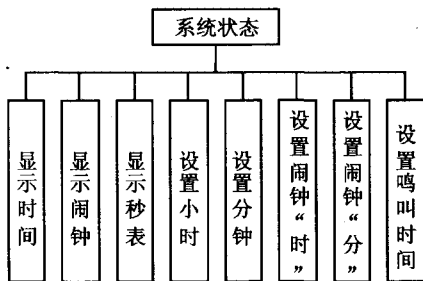 系统状态
显示时间
显示闹钟
显示秒表
设置小时
设置分钟
设置闹钟“时”
设置闹钟“分”
设置鸣叫时间